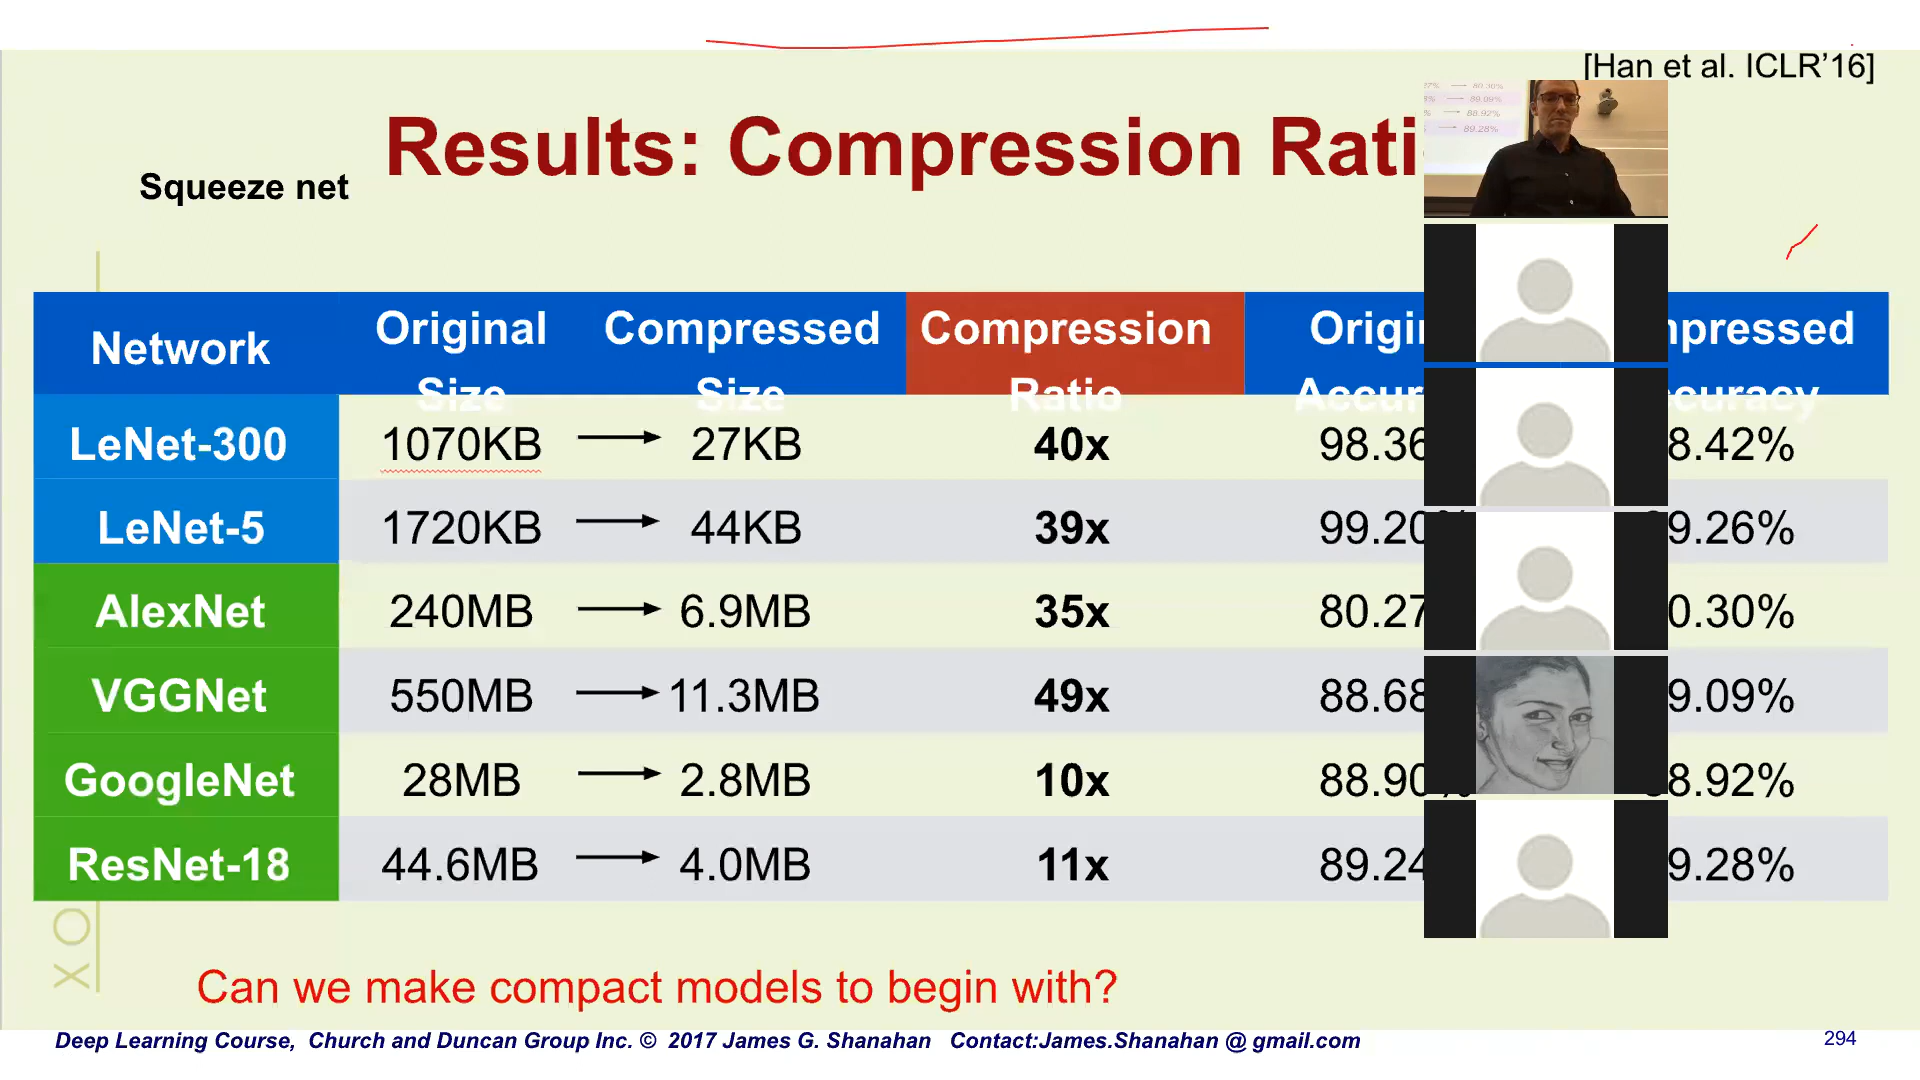 [Han et al. ICLR’16]
Results: Compression
Squeeze net
Network Original Size Compressed Size Compression Ratio
LeNet-300 1070KB 27KB 40x 98.36 8.42%
LeNet-5 1720KB 44KB 39x 99.20 9.26%
AlexNet 240MB 6.9MB 35x 80.27 0.30%
VGGNet 550MB 11.3MB 49x 88.68 9.09%
GoogleNet 28MB 2.8MB 10x 88.90 8.92%
ResNet-18 44.6MB 4.0MB 11x 89.24 9.28%
Can we make compact models to begin with?
Deep Learning Course, Church and Duncan Group Inc. © 2017 James G. Shanahan Contact:James.Shanahan @ gmail.com
294